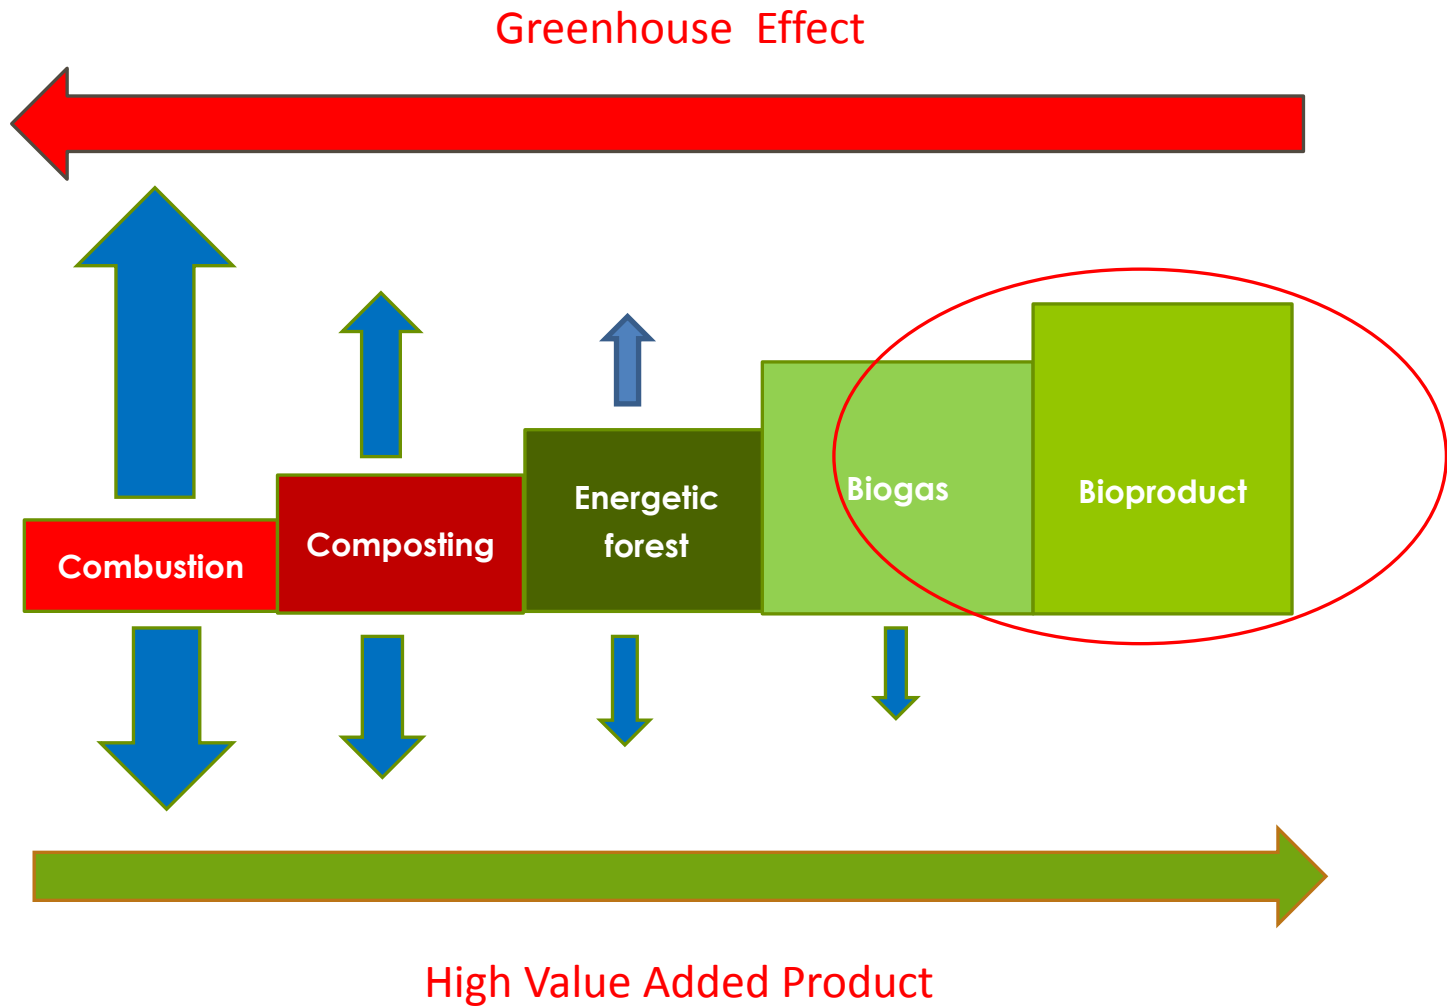 Greenhouse Effect
Energetic
forest
Biogas
Bioproduct
Composting
Combustion
High Value Added Product